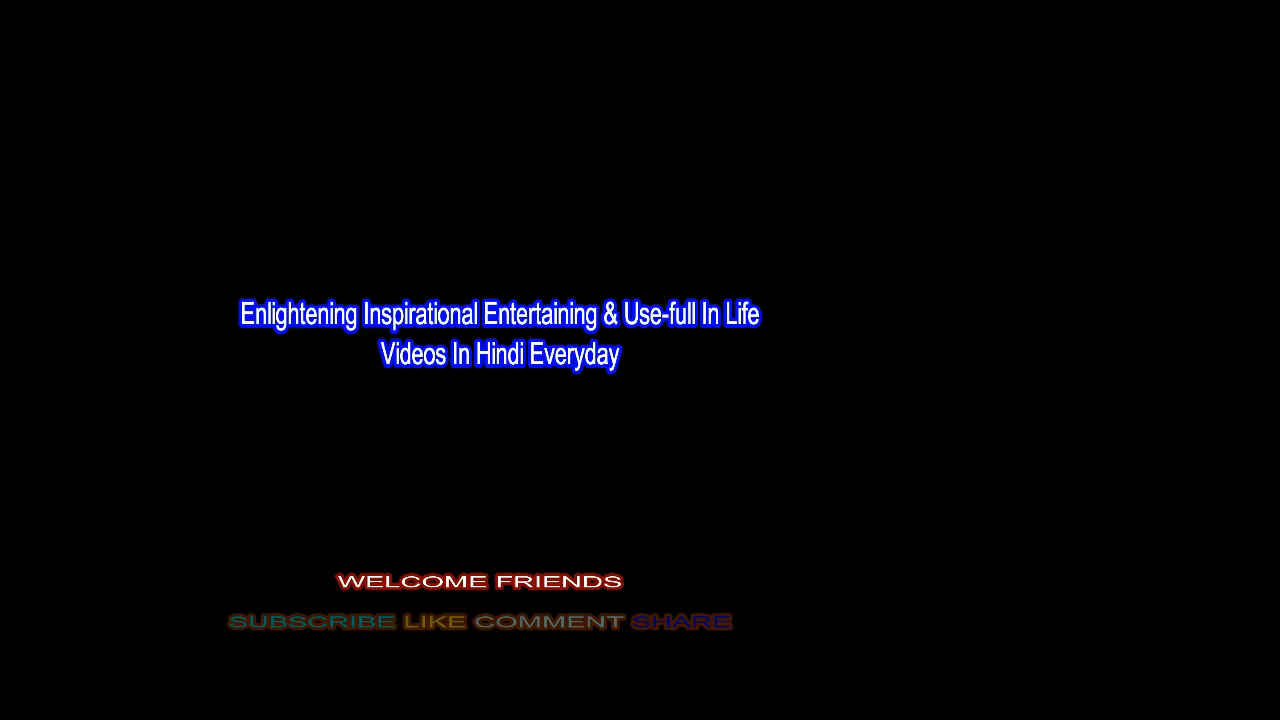 Enlightening Inspirational Entertaining & Use-full In Life
Videos In Hindi Everyday
WELCOME FRIENDS
SUBSCRIBE LIKE COMMENT SHARE